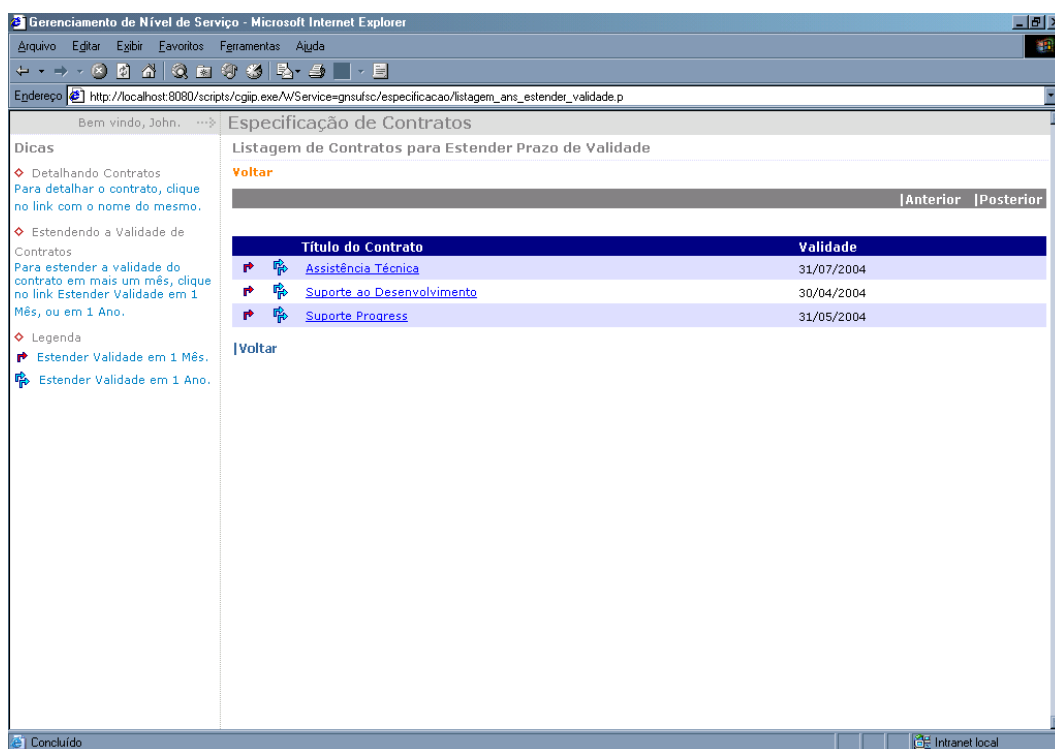 Gerenciamento de Nível de Serviço - Microsoft Internet Explorer
Arquivo Editar Exibir Favoritos Ferramentas Ajuda
Endereço http://localhost:8080/scripts/cgiip.exe/WService=gnsufsc/especificacao/listagem_ans_estender_validade.p
Bem vindo, John.
Especificação de Contratos
Dicas
Detalhando Contratos
Para detalhar o contrato, clique
no link com o nome do mesmo.
Estendendo a Validade de
Contratos
Para estender a validade do
contrato em mais um mês, clique
no link Estender Validade em 1
Mês, ou em 1 Ano.
Legenda
Estender Validade em 1 Mês.
Estender Validade em 1 Ano.
Listagem de Contratos para Estender Prazo de Validade
Voltar
|Anterior |Posterior
Título do Contrato Validade
Assistência Técnica 31/07/2004
Suporte ao Desenvolvimento 30/04/2004
Suporte Progress 31/05/2004
|Voltar
Concluído Intranet local